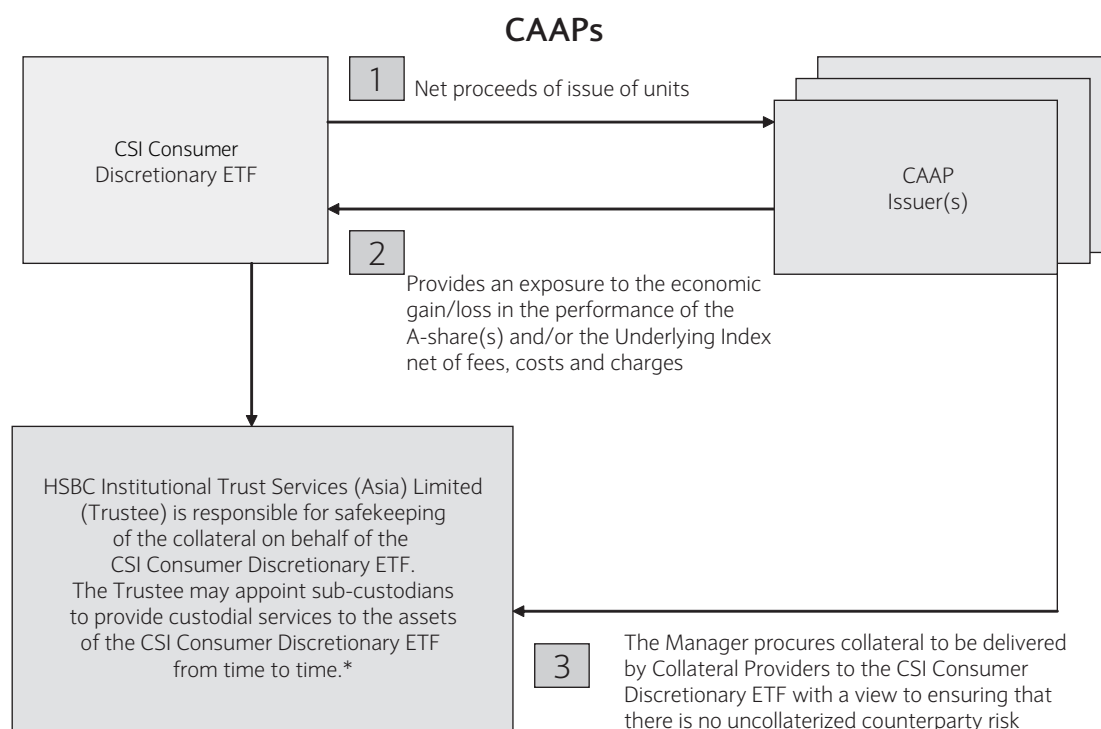 CAAPs
1
Net proceeds of issue of units
CSI Consumer
Discretionary ETF
CAAP
Issuer(s)
2
Provides an exposure to the economic
gain/loss in the performance of the
A-share(s) and/or the Underlying Index
net of fees, costs and charges
HSBC Institutional Trust Services (Asia) Limited
(Trustee) is responsible for safekeeping
of the collateral on behalf of the
CSI Consumer Discretionary ETF.
The Trustee may appoint sub-custodians
to provide custodial services to the assets
of the CSI Consumer Discretionary ETF
from time to time.*
3
The Manager procures collateral to be delivered
by Collateral Providers to the CSI Consumer
Discretionary ETF with a view to ensuring that
there is no uncollaterized counterparty risk